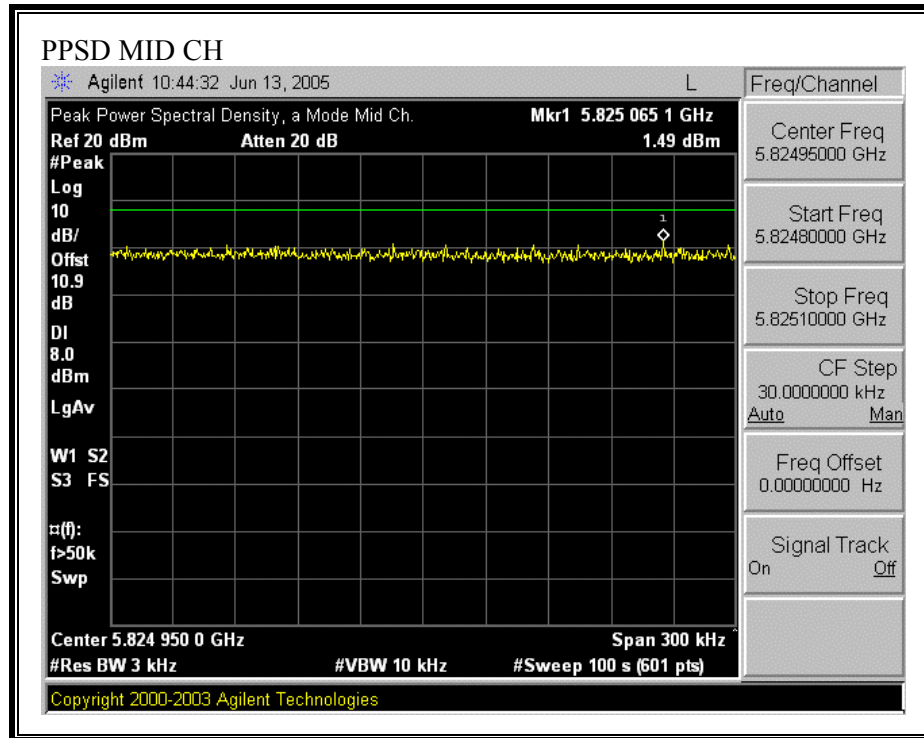 PPSD MID CH
Agilent 10:44:32 Jun 13, 2005 L
Peak Power Spectral Density, a Mode Mid Ch. Mkr1 5.825 065 1 GHz
Ref 20 dBm Atten 20 dB 1.49 dBm
#Peak
Log
10
dB/
Offst
10.9
dB
DI
8.0
dBm
LgAv
W1 S2
S3 FS
¤(f):
f>50k
Swp
1
Center 5.824 950 0 GHz Span 300 kHz
#Res BW 3 kHz #VBW 10 kHz #Sweep 100 s (601 pts)
Copyright 2000-2003 Agilent Technologies
Freq/Channel
Center Freq
5.82495000 GHz
Start Freq
5.82480000 GHz
Stop Freq
5.82510000 GHz
CF Step
30.0000000 kHz
Auto Man
Freq Offset
0.00000000 Hz
Signal Track
On Off